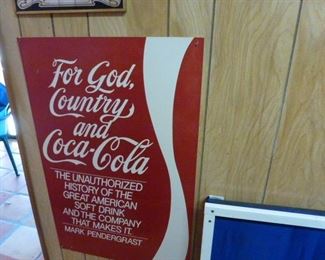 For God,
Country
and
Coca-Cola
THE UNAUTHORIZED
HISTORY OF THE
GREAT AMERICAN
SOFT DRINK
AND THE COMPANY
THAT MAKES IT.
MARK PENDERGRAST